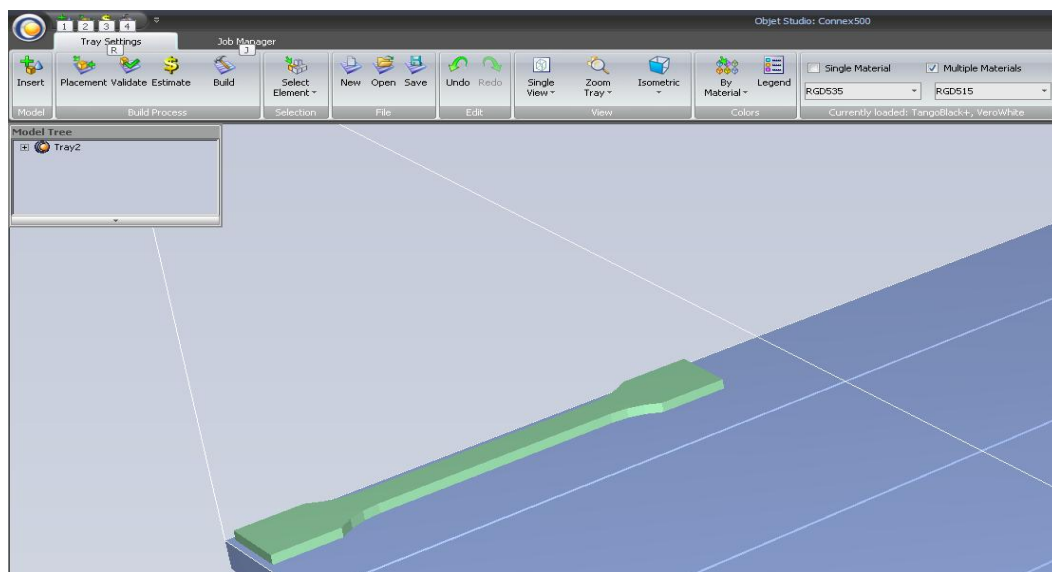 Objet Studio: Connex500
1 2 3 4
Tray Settings Job Manager
R J
Insert Placement Validate Estimate Build Select Element New Open Save Undo Redo Single View Zoom Tray Isometric By Material Legend Single Material Multiple Materials
RGD535 RGD515
Model Build Process Selection File Edit View Colors Currently loaded: TangoBlack+, VeroWhite
Model Tree
Tray2